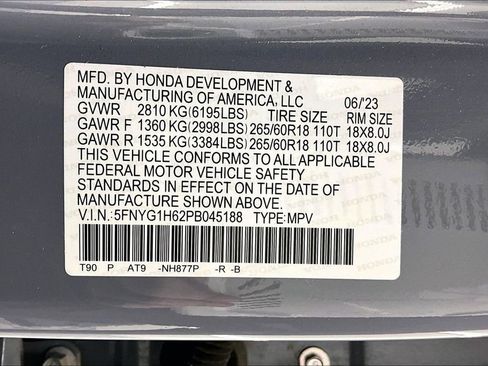 MFD. BY HONDA DEVELOPMENT &
MANUFACTURING OF AMERICA, LLC 06/'23
GVWR 2810 KG(6195LBS) TIRE SIZE RIM SIZE
GAWR F 1360 KG(2998LBS) 265/60R18 110T 18X8.0J
GAWR R 1535 KG(3384LBS) 265/60R18 110T 18X8.0J
THIS VEHICLE CONFORMS TO ALL APPLICABLE
FEDERAL MOTOR VEHICLE SAFETY
STANDARDS IN EFFECT ON THE DATE OF
MANUFACTURE SHOWN ABOVE.
V.I.N.:5FNYG1H62PB045188 TYPE:MPV
T90 P AT9 -NH877P -R -B